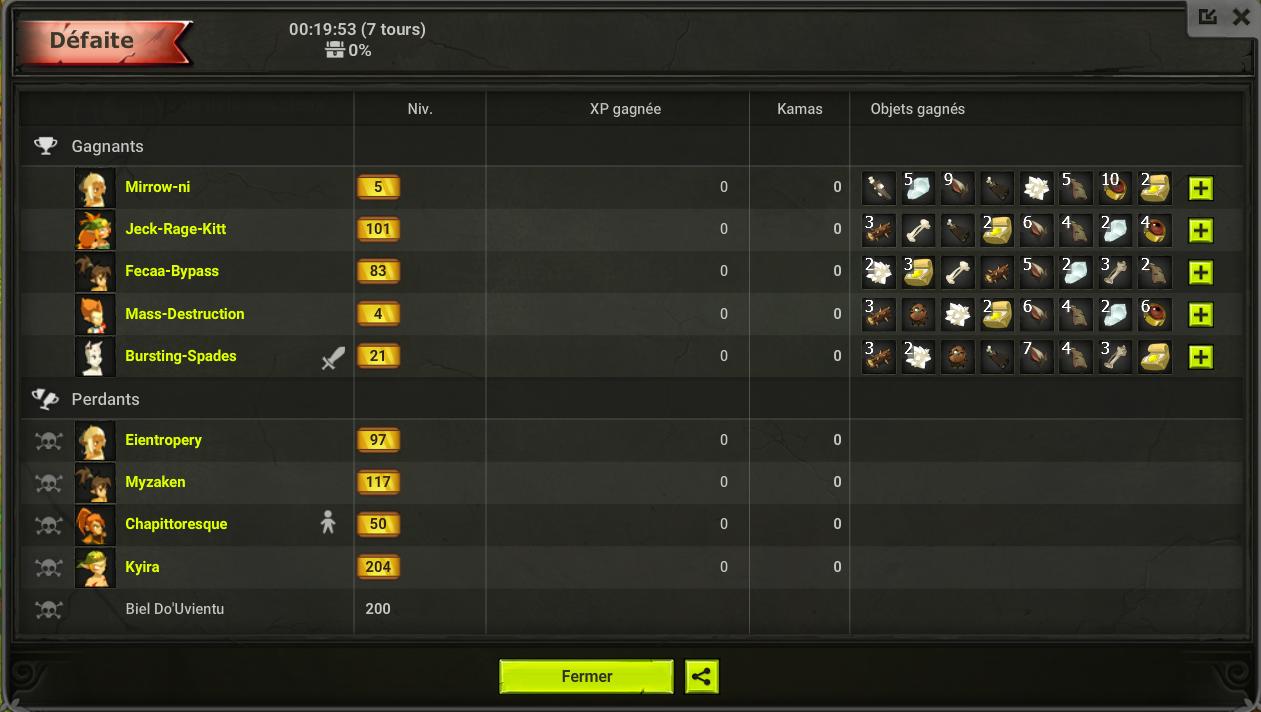 Défaite
00:19:53 (7 tours)
0%
Niv. XP gagnée Kamas Objets gagnés
Gagnants
Mirrow-ni 5 0 0 5 9 5 10 2
Jeck-Rage-Kitt 101 0 0 3 2 6 4 2 4
Fecaa-Bypass 83 0 0 2 3 5 2 3 2
Mass-Destruction 4 0 0 3 2 6 4 2 6
Bursting-Spades 21 0 0 3 2 7 4 3
Perdants
Eientropery 97 0 0
Myzaken 117 0 0
Chapittoresque 50 0 0
Kyira 204 0 0
Biel Do'Uvientu 200
Fermer